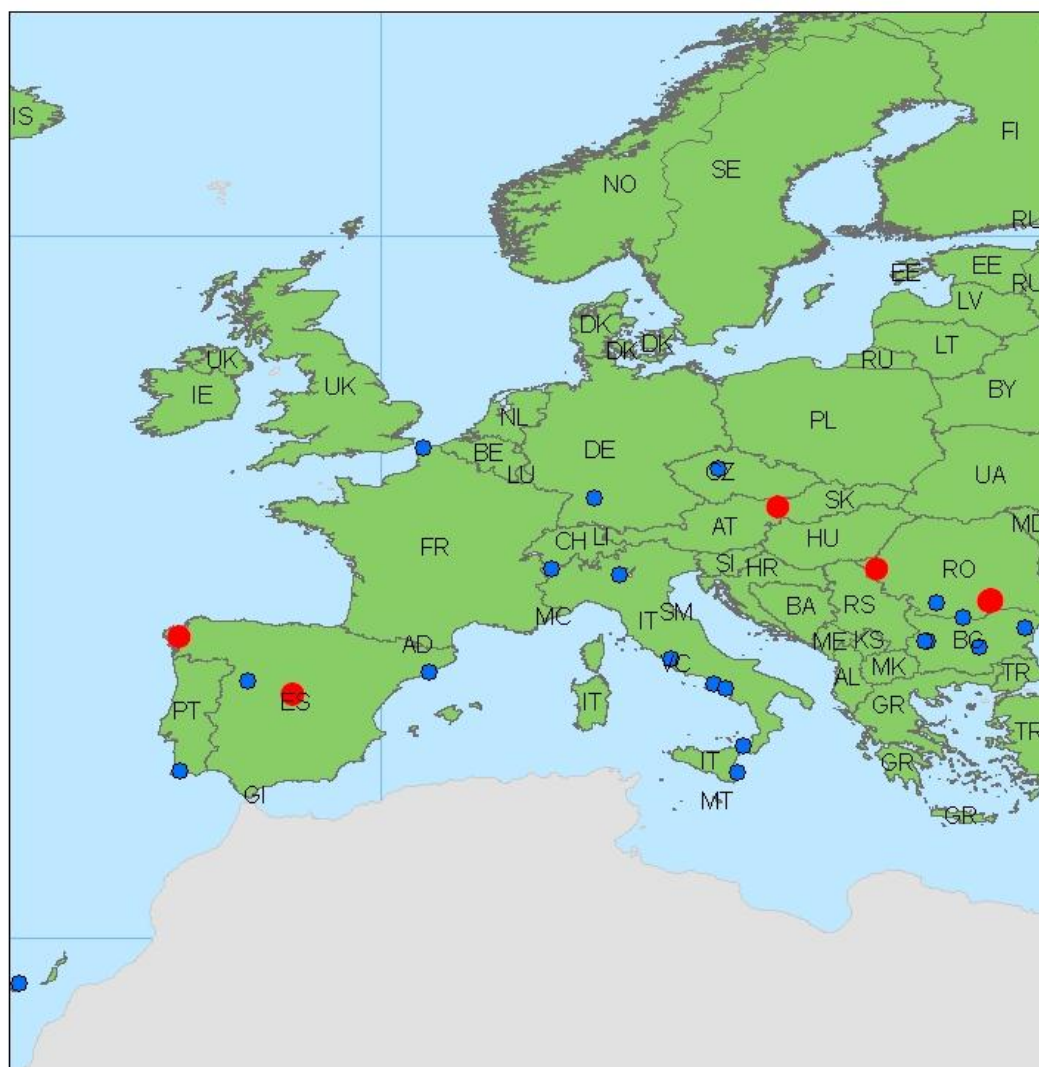 IS
FI
NO
SE
RU
EE
EE
RU
LV
DK
DK
DK
LT
UK
RU
IE
UK
BY
NL
PL
BE
DE
LU
CZ
UA
SK
MD
AT
FR
CH
LI
HU
SI
HR
RO
BA
RS
MC
IT
SM
AD
ME
KS
BG
VC
MK
TR
AL
PT
ES
IT
GR
TR
IT
GR
GI
MT
GR